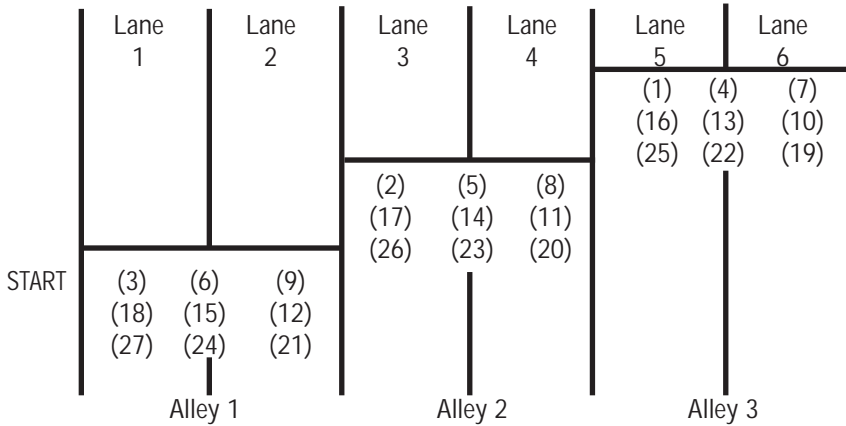 Lane Lane Lane Lane Lane Lane
1 2 3 4 5 6
(1) (4) (7)
(16) (13) (10)
(25) (22) (19)
(2) (5) (8)
(17) (14) (11)
(26) (23) (20)
START (3) (6) (9)
(18) (15) (12)
(27) (24) (21)
Alley 1 Alley 2 Alley 3